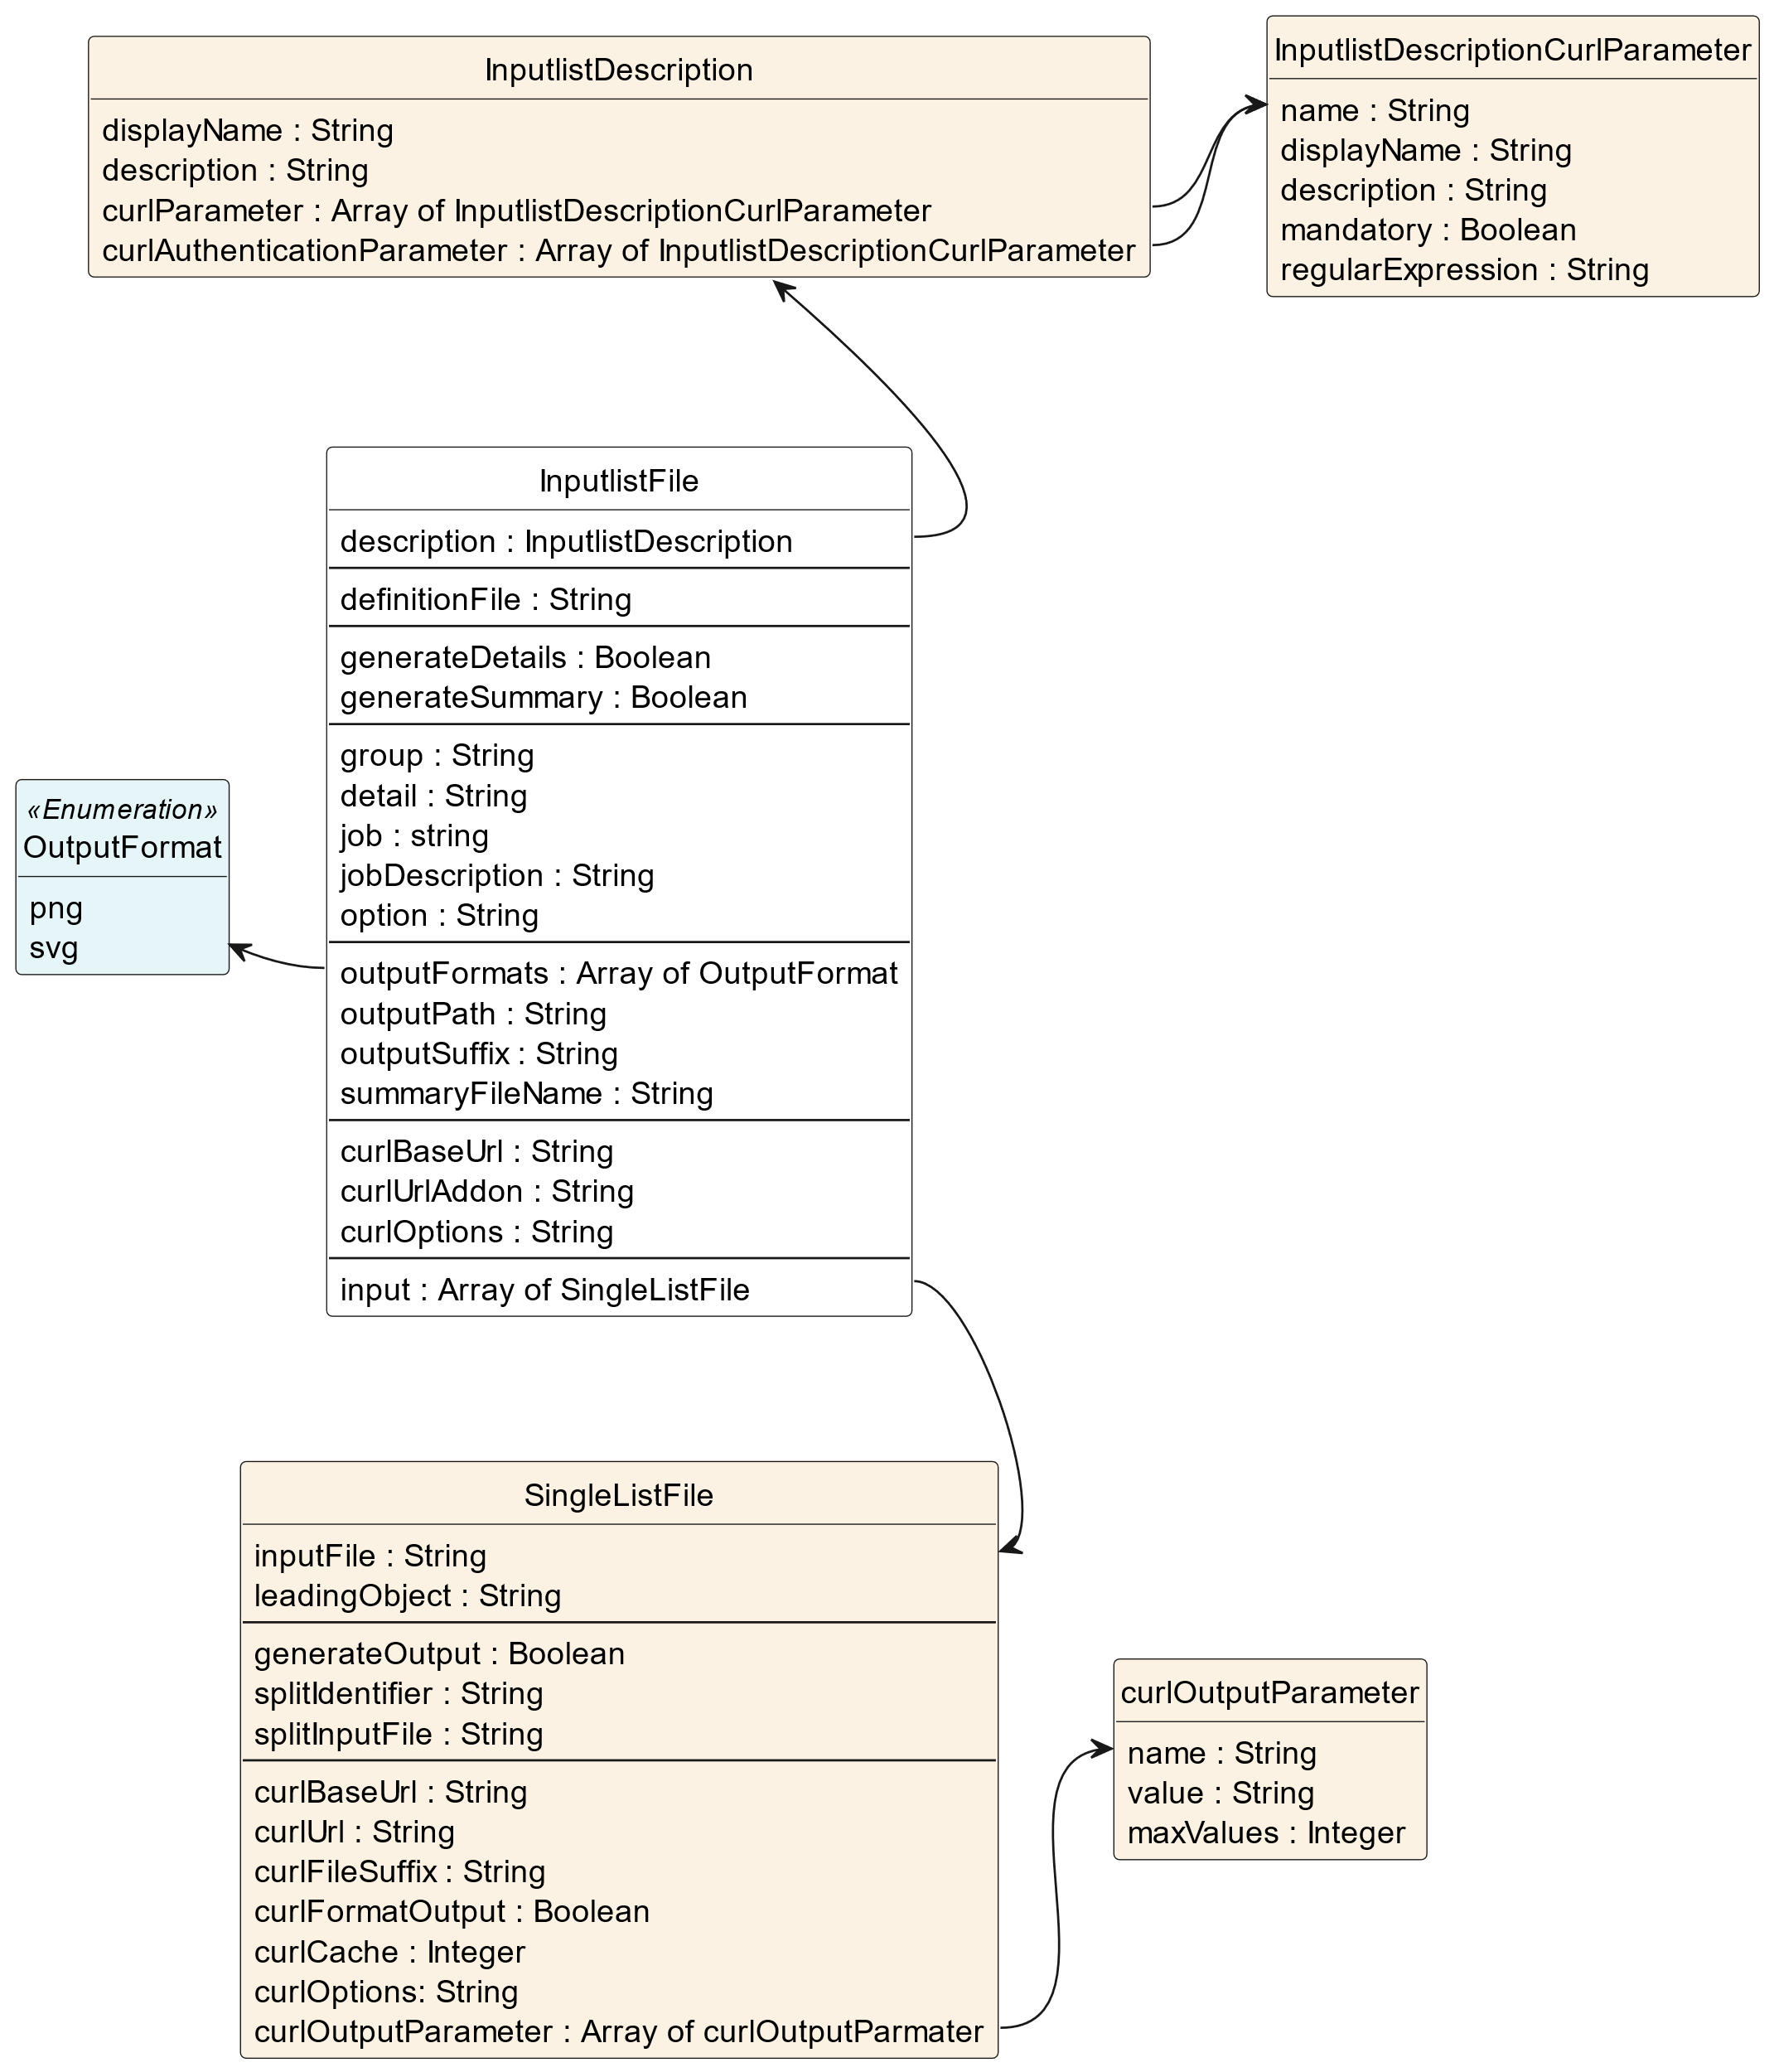 InputlistDescription
displayName : String
description : String
curlParameter : Array of InputlistDescriptionCurlParameter
curlAuthenticationParameter : Array of InputlistDescriptionCurlParameter
InputlistDescriptionCurlParameter
name : String
displayName : String
description : String
mandatory : Boolean
regularExpression : String
InputlistFile
description : InputlistDescription
definitionFile : String
generateDetails : Boolean
generateSummary : Boolean
group : String
detail : String
job : string
jobDescription : String
option : String
outputFormats : Array of OutputFormat
outputPath : String
outputSuffix : String
summaryFileName : String
curlBaseUrl : String
curlUrlAddon : String
curlOptions : String
input : Array of SingleListFile
«Enumeration»
OutputFormat
png
svg
SingleListFile
inputFile : String
leadingObject : String
generateOutput : Boolean
splitIdentifier : String
splitInputFile : String
curlBaseUrl : String
curlUrl : String
curlFileSuffix : String
curlFormatOutput : Boolean
curlCache : Integer
curlOptions: String
curlOutputParameter : Array of curlOutputParmater
curlOutputParameter
name : String
value : String
maxValues : Integer